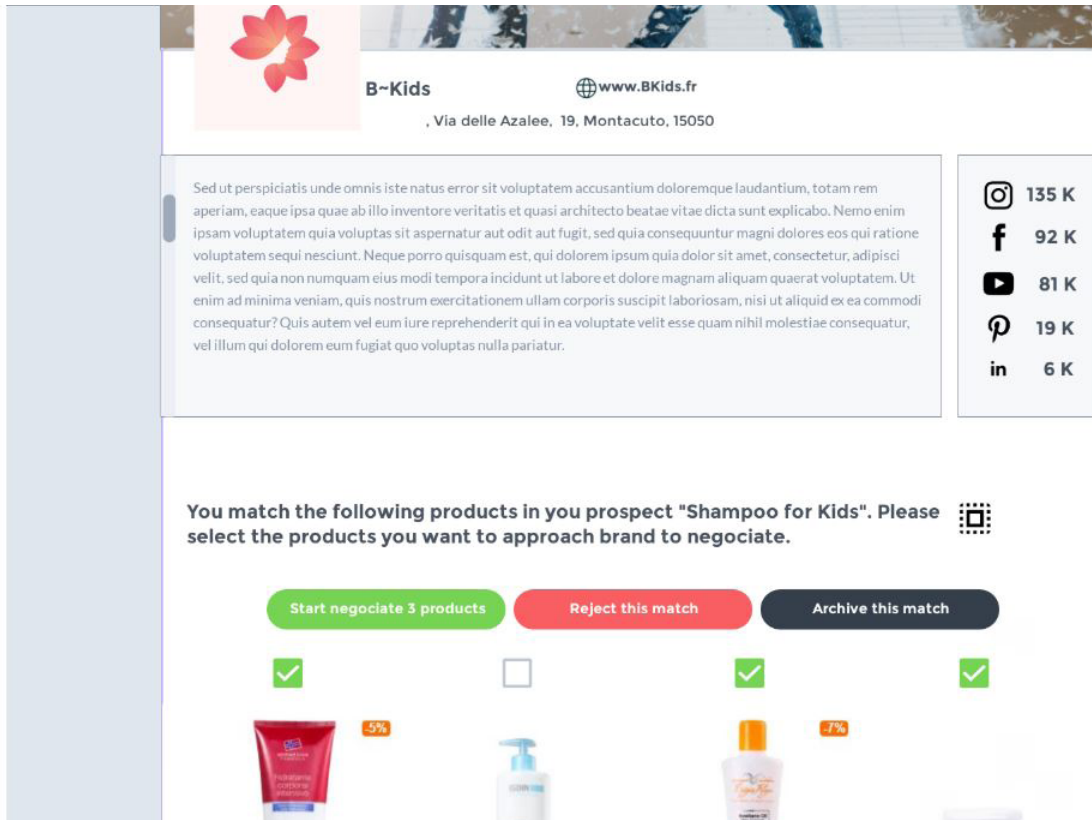 B~Kids
www.BKids.fr
, Via delle Azalee, 19, Montacuto, 15050
Sed ut perspiciatis unde omnis iste natus error sit voluptatem accusantium doloremque laudantium, totam rem
aperiam, eaque ipsa quae ab illo inventore veritatis et quasi architecto beatae vitae dicta sunt explicabo. Nemo enim
ipsam voluptatem quia voluptas sit aspernatur aut odit aut fugit, sed quia consequuntur magni dolores eos qui ratione
voluptatem sequi nesciunt. Neque porro quisquam est, qui dolorem ipsum quia dolor sit amet, consectetur, adipisci
velit, sed quia non numquam eius modi tempora incidunt ut labore et dolore magnam aliquam quaerat voluptatem. Ut
enim ad minima veniam, quis nostrum exercitationem ullam corporis suscipit laboriosam, nisi ut aliquid ex ea commodi
consequatur? Quis autem vel eum iure reprehenderit qui in ea voluptate velit esse quam nihil molestiae consequatur,
vel illum qui dolorem eum fugiat quo voluptas nulla pariatur.
135 K
92 K
81 K
19 K
in 6 K
You match the following products in you prospect "Shampoo for Kids". Please
select the products you want to approach brand to negociate.
Start negociate 3 products
Reject this match
Archive this match
-5%
-7%
hidratante
corporal
intensivo
ISDIN